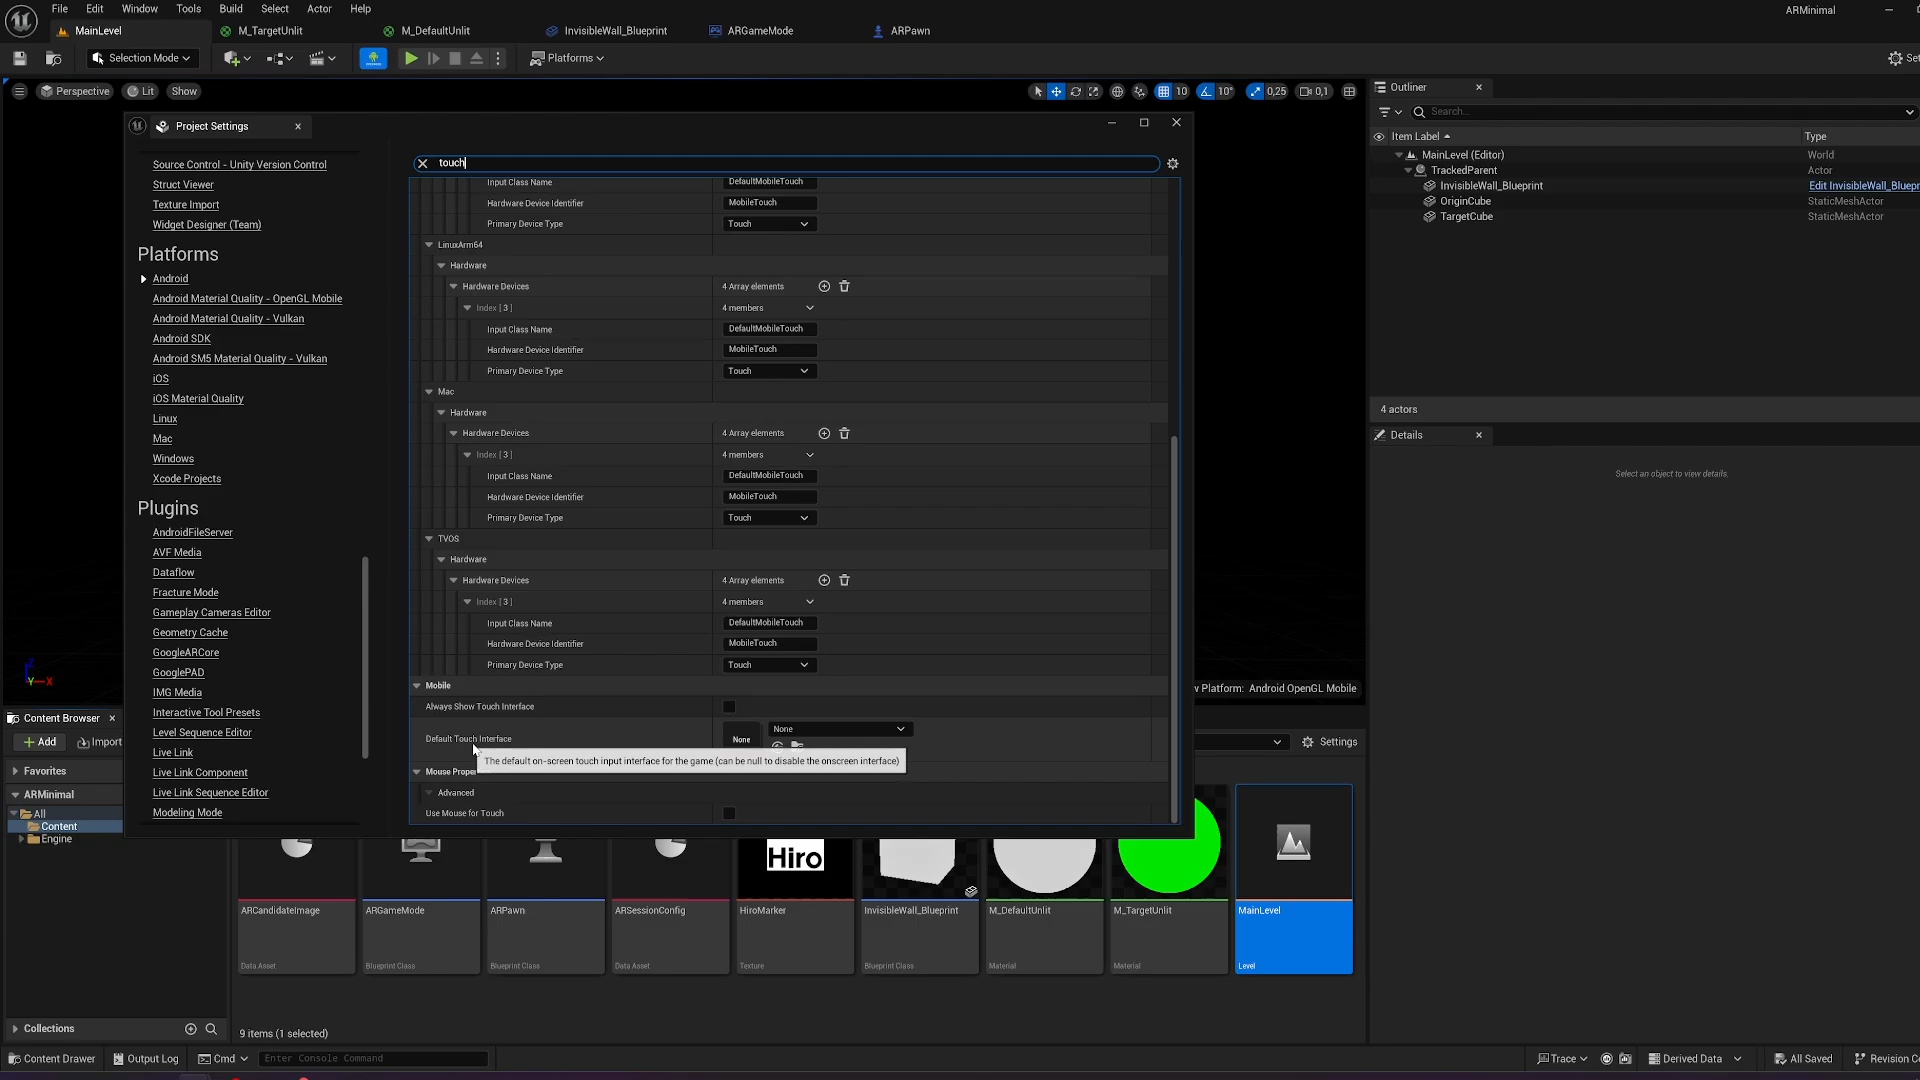 File Edit Window Tools Build Select Actor Help
ARMinimal
MainLevel
M_TargetUnlit
M_DefaultUnlit
InvisibleWall_Blueprint
ARGameMode
ARPawn
Selection Mode
Platforms
Perspective
Lit
Show
10
10°
0,25
0,1
Project Settings
touch
Source Control - Unity Version Control
Struct Viewer
Texture Import
Widget Designer (Team)
Platforms
Android
Android Material Quality - OpenGL Mobile
Android Material Quality - Vulkan
Android SDK
Android SM5 Material Quality - Vulkan
iOS
iOS Material Quality
Linux
Mac
Windows
Xcode Projects
Plugins
AndroidFileServer
AVF Media
Dataflow
Fracture Mode
Gameplay Cameras Editor
Geometry Cache
GoogleARCore
GooglePAD
IMG Media
Interactive Tool Presets
Level Sequence Editor
Live Link
Live Link Component
Live Link Sequence Editor
Modeling Mode
Input Class Name DefaultMobileTouch
Hardware Device Identifier MobileTouch
Primary Device Type Touch
LinuxArm64
Hardware
Hardware Devices 4 Array elements
Index [ 3 ] 4 members
Input Class Name DefaultMobileTouch
Hardware Device Identifier MobileTouch
Primary Device Type Touch
Mac
Hardware
Hardware Devices 4 Array elements
Index [ 3 ] 4 members
Input Class Name DefaultMobileTouch
Hardware Device Identifier MobileTouch
Primary Device Type Touch
TVOS
Hardware
Hardware Devices 4 Array elements
Index [ 3 ] 4 members
Input Class Name DefaultMobileTouch
Hardware Device Identifier MobileTouch
Primary Device Type Touch
Mobile
Always Show Touch Interface
Default Touch Interface None None
The default on-screen touch input interface for the game (can be null to disable the onscreen interface)
Mouse Proper
Advanced
Use Mouse for Touch
Outliner
Search...
Item Label Type
MainLevel (Editor) World
TrackedParent Actor
InvisibleWall_Blueprint Edit InvisibleWall_Bluepr
OriginCube StaticMeshActor
TargetCube StaticMeshActor
4 actors
Details
Select an object to view details.
Platform: Android OpenGL Mobile
Z
Y X
Content Browser
Add
Import
Settings
Favorites
ARMinimal
All
Content
Engine
Collections
Hiro
ARCandidateImage
Data Asset
ARGameMode
Blueprint Class
ARPawn
Blueprint Class
ARSessionConfig
Data Asset
HiroMarker
Texture
InvisibleWall_Blueprint
Blueprint Class
M_DefaultUnlit
Material
M_TargetUnlit
Material
MainLevel
Level
9 items (1 selected)
Content Drawer
Output Log
Cmd
Enter Console Command
Trace
Derived Data
All Saved
Revision Co